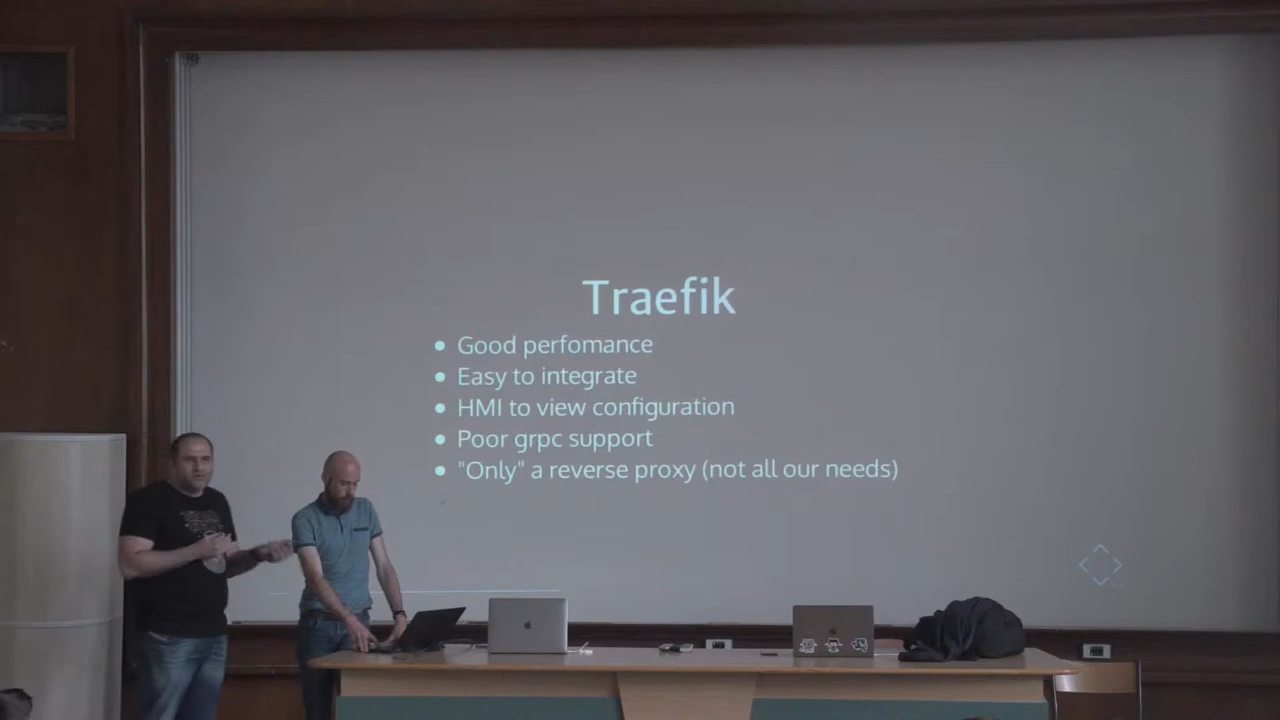 Traefik
Good perfomance
Easy to integrate
HMI to view configuration
Poor grpc support
"Only" a reverse proxy (not all our needs)